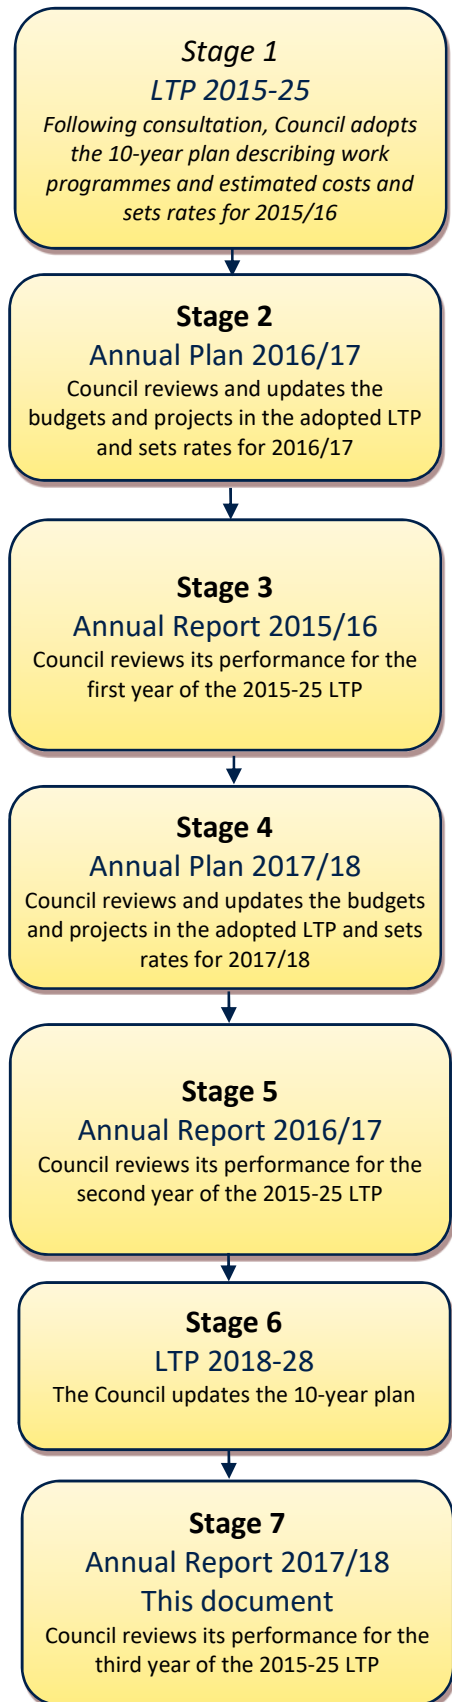 Stage 1
LTP 2015-25
Following consultation, Council adopts
the 10-year plan describing work
programmes and estimated costs and
sets rates for 2015/16
Stage 2
Annual Plan 2016/17
Council reviews and updates the
budgets and projects in the adopted LTP
and sets rates for 2016/17
Stage 3
Annual Report 2015/16
Council reviews its performance for the
first year of the 2015-25 LTP
Stage 4
Annual Plan 2017/18
Council reviews and updates the budgets
and projects in the adopted LTP and sets
rates for 2017/18
Stage 5
Annual Report 2016/17
Council reviews its performance for the
second year of the 2015-25 LTP
Stage 6
LTP 2018-28
The Council updates the 10-year plan
Stage 7
Annual Report 2017/18
This document
Council reviews its performance for the
third year of the 2015-25 LTP